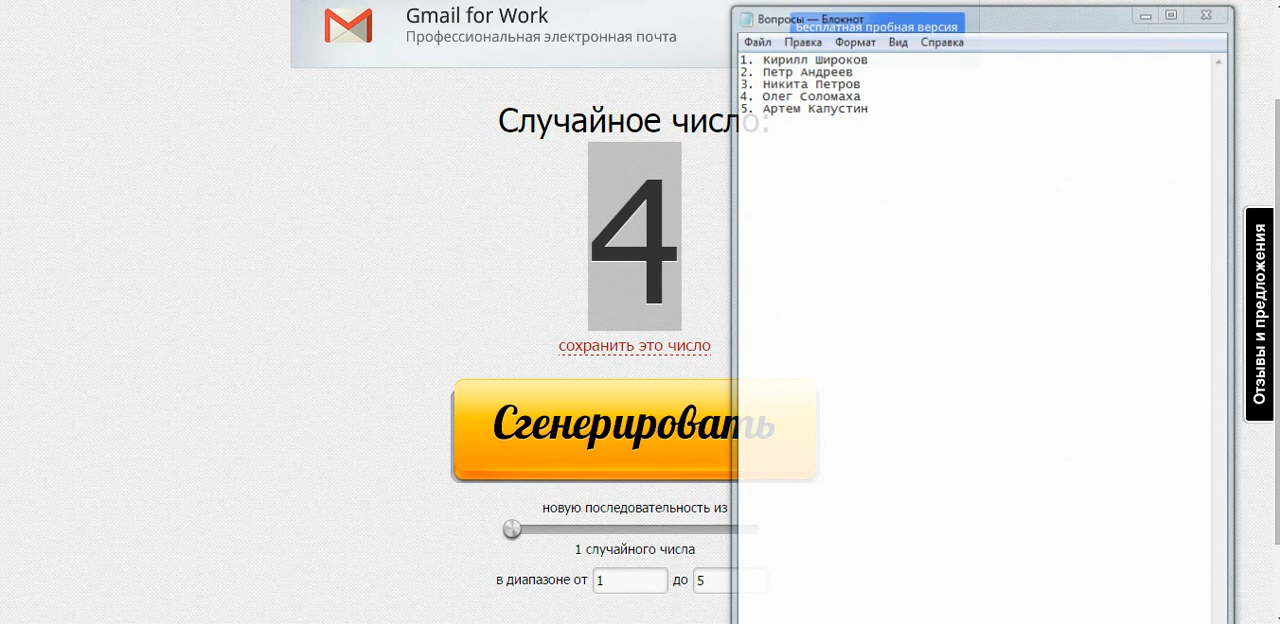 Gmail for Work
Профессиональная электронная почта
Бесплатная пробная версия
Вопросы — Блокнот
Файл Правка Формат Вид Справка
1. Кирилл Широков
2. Петр Андреев
3. Никита Петров
4. Олег Соломаха
5. Артем Капустин
Случайное число:
4
сохранить это число
Сгенерировать
новую последовательность из
1 случайного числа
в диапазоне от 1 до 5
Отзывы и предложения